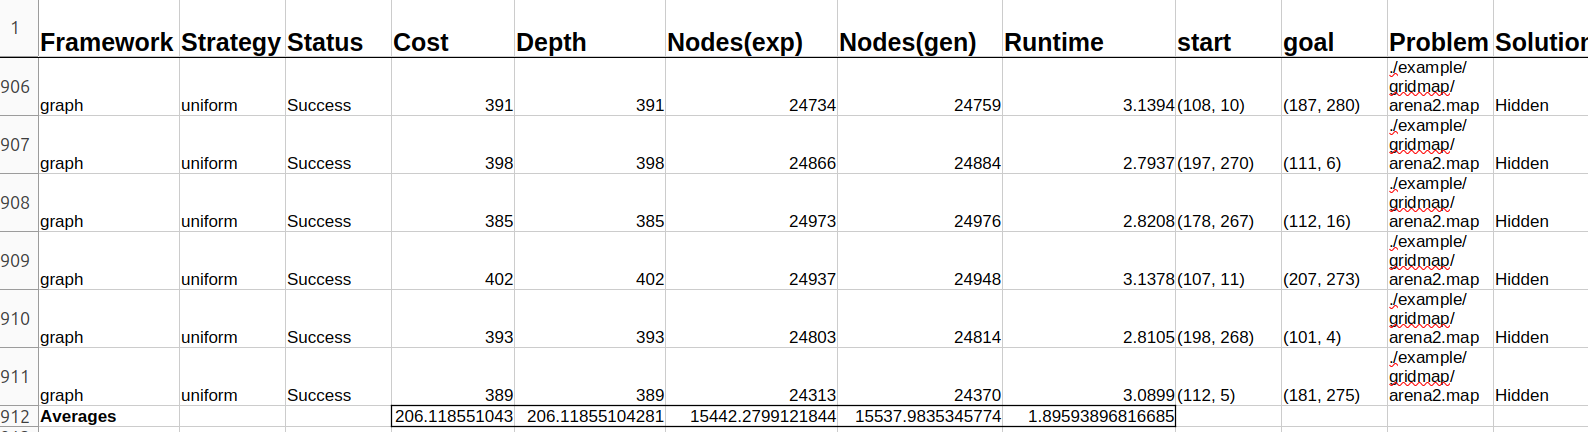 1 Framework Strategy Status Cost Depth Nodes(exp) Nodes(gen) Runtime start goal Problem Solution
906 graph uniform Success 391 391 24734 24759 3.1394 (108, 10) (187, 280) ./example/ gridmap/ arena2.map Hidden
907 graph uniform Success 398 398 24866 24884 2.7937 (197, 270) (111, 6) ./example/ gridmap/ arena2.map Hidden
908 graph uniform Success 385 385 24973 24976 2.8208 (178, 267) (112, 16) ./example/ gridmap/ arena2.map Hidden
909 graph uniform Success 402 402 24937 24948 3.1378 (107, 11) (207, 273) ./example/ gridmap/ arena2.map Hidden
910 graph uniform Success 393 393 24803 24814 2.8105 (198, 268) (101, 4) ./example/ gridmap/ arena2.map Hidden
911 graph uniform Success 389 389 24313 24370 3.0899 (112, 5) (181, 275) ./example/ gridmap/ arena2.map Hidden
912 Averages 206.118551043 206.11855104281 15442.2799121844 15537.9835345774 1.89593896816685